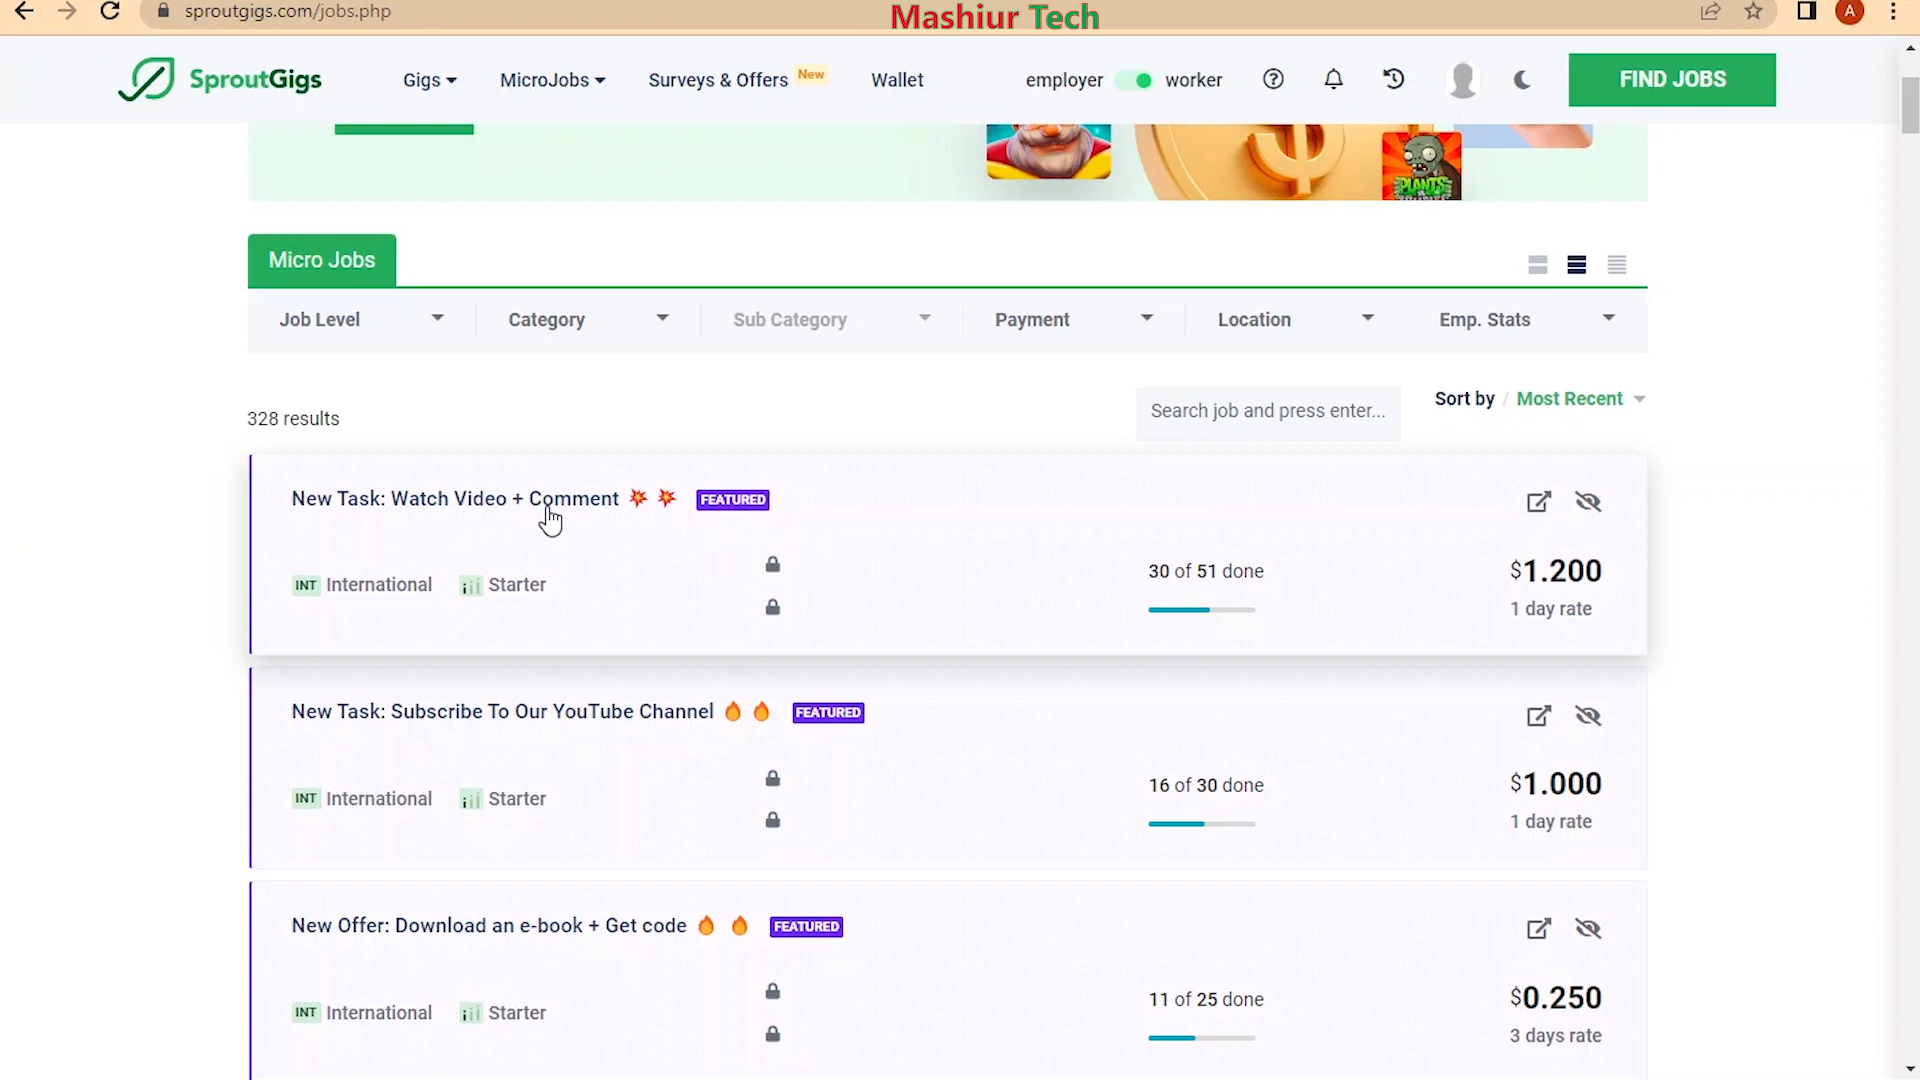 sproutgigs.com/jobs.php
Mashiur Tech
A
SproutGigs
Gigs
MicroJobs
Surveys & Offers New
Wallet
employer
worker
FIND JOBS
PLANTS
Micro Jobs
Job Level
Category
Sub Category
Payment
Location
Emp. Stats
328 results
Search job and press enter...
Sort by / Most Recent
New Task: Watch Video + Comment 💥 💥 FEATURED
INT International
Starter
30 of 51 done
$1.200
1 day rate
New Task: Subscribe To Our YouTube Channel 🔥 🔥 FEATURED
INT International
Starter
16 of 30 done
$1.000
1 day rate
New Offer: Download an e-book + Get code 🔥 🔥 FEATURED
INT International
Starter
11 of 25 done
$0.250
3 days rate